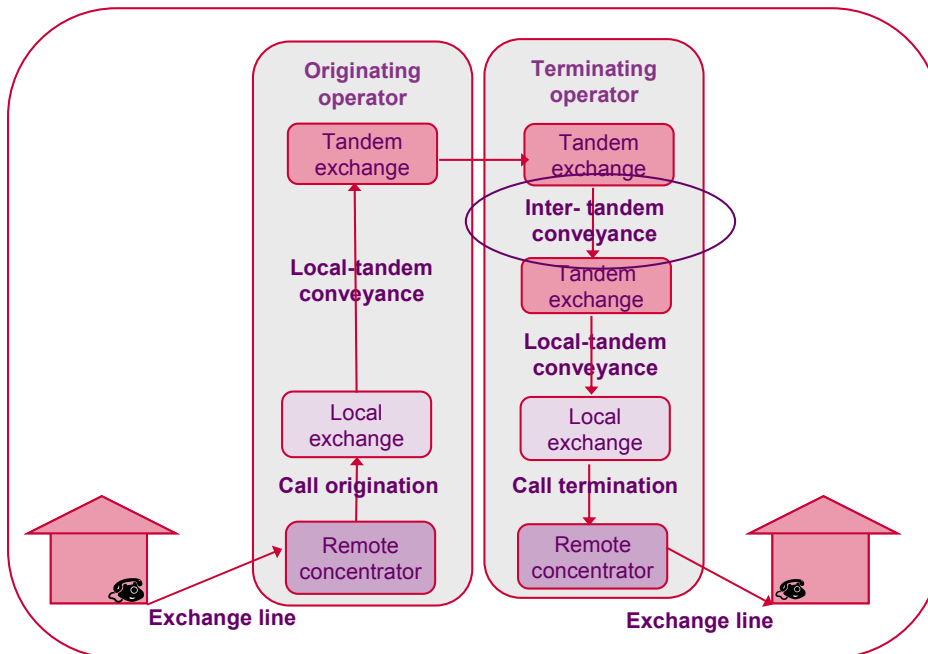 Originating
operator
Tandem
exchange
Local-tandem
conveyance
Local
exchange
Call origination
Remote
concentrator
Exchange line
Terminating
operator
Tandem
exchange
Inter- tandem
conveyance
Tandem
exchange
Local-tandem
conveyance
Local
exchange
Call termination
Remote
concentrator
Exchange line